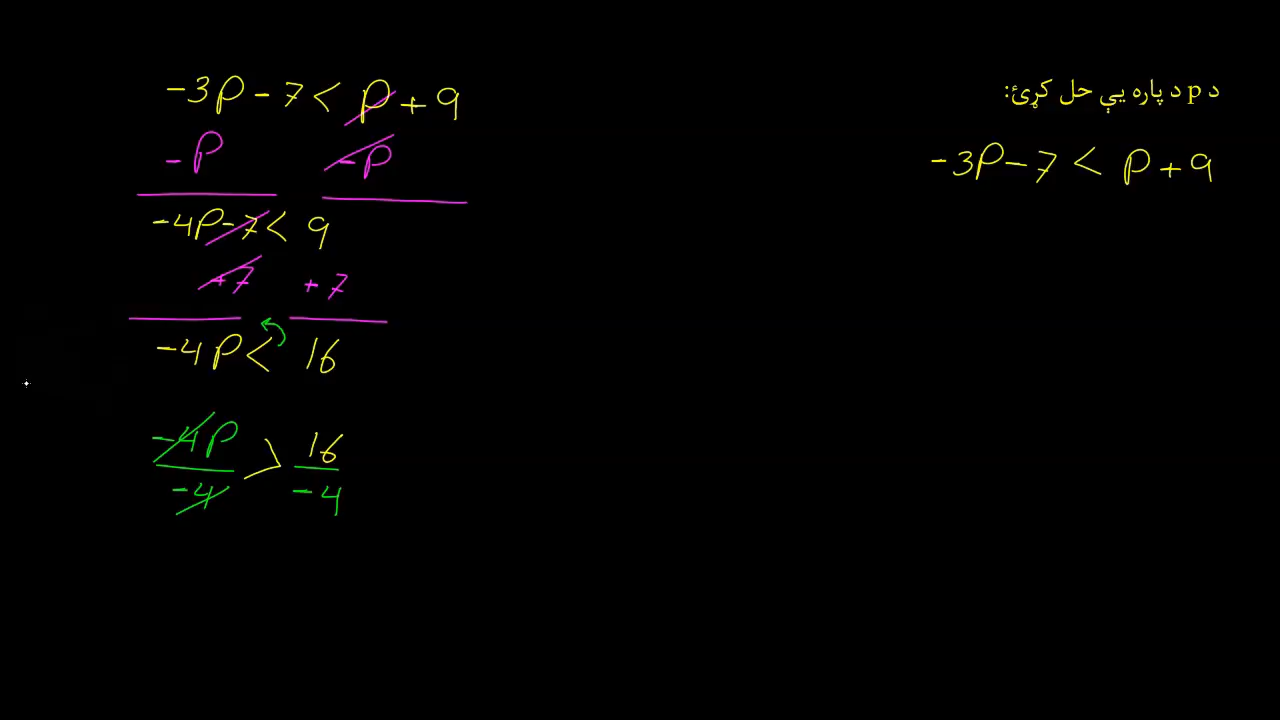 -3P - 7 < P + 9
-P -P
-4P - 7 < 9
+7 +7
-4P < 16
-4P > 16
-4 -4
د p د پاره يې حل کړئ:
-3P - 7 < P + 9